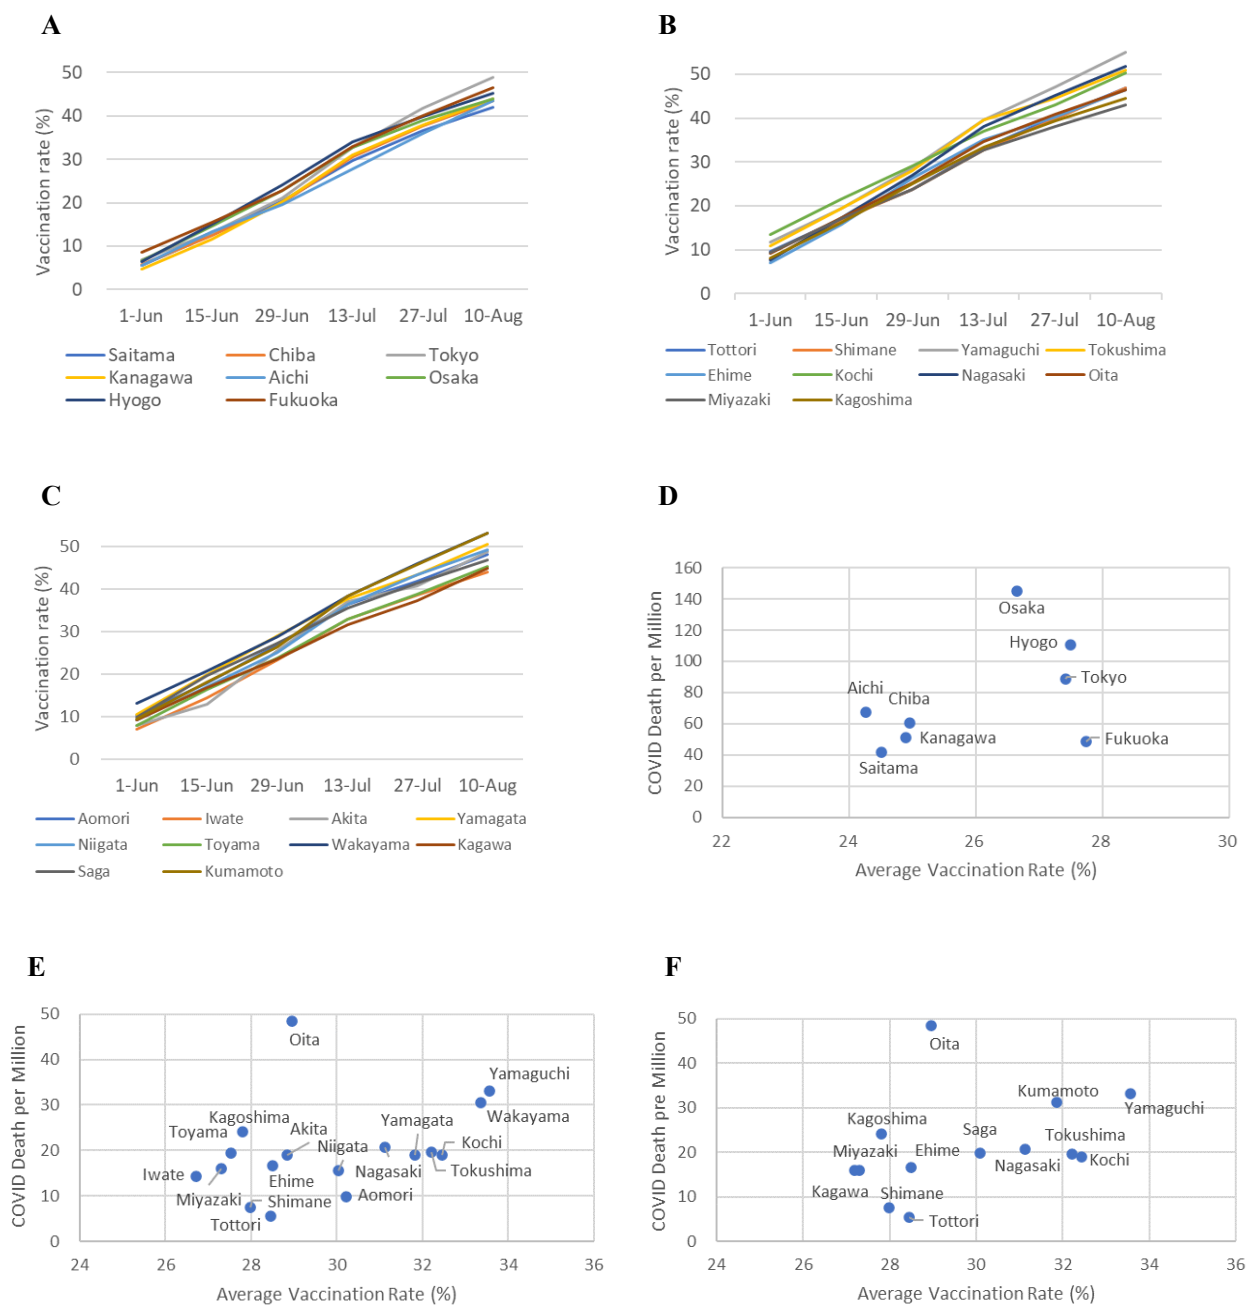 A
Vaccination rate (%)
50
40
30
20
10
0
1-Jun 15-Jun 29-Jun 13-Jul 27-Jul 10-Aug
Saitama Chiba Tokyo
Kanagawa Aichi Osaka
Hyogo Fukuoka
B
Vaccination rate (%)
50
40
30
20
10
0
1-Jun 15-Jun 29-Jun 13-Jul 27-Jul 10-Aug
Tottori Shimane Yamaguchi Tokushima
Ehime Kochi Nagasaki Oita
Miyazaki Kagoshima
C
Vaccination rate (%)
50
40
30
20
10
0
1-Jun 15-Jun 29-Jun 13-Jul 27-Jul 10-Aug
Aomori Iwate Akita Yamagata
Niigata Toyama Wakayama Kagawa
Saga Kumamoto
D
COVID Death per Million
160
140
120
100
80
60
40
20
0
Osaka
Hyogo
Tokyo
Aichi
Chiba
Kanagawa
Fukuoka
Saitama
22 24 26 28 30
Average Vaccination Rate (%)
E
COVID Death per Million
50
40
30
20
10
0
Oita
Yamaguchi
Wakayama
Kagoshima
Yamagata
Akita
Toyama
Niigata
Kochi
Iwate
Ehime
Nagasaki
Tokushima
Miyazaki
Shimane
Aomori
Tottori
24 26 28 30 32 34 36
Average Vaccination Rate (%)
F
COVID Death pre Million
50
40
30
20
10
0
Oita
Kumamoto
Yamaguchi
Kagoshima
Saga
Tokushima
Miyazaki
Ehime
Nagasaki
Kochi
Kagawa
Shimane
Tottori
24 26 28 30 32 34 36
Average Vaccination Rate (%)